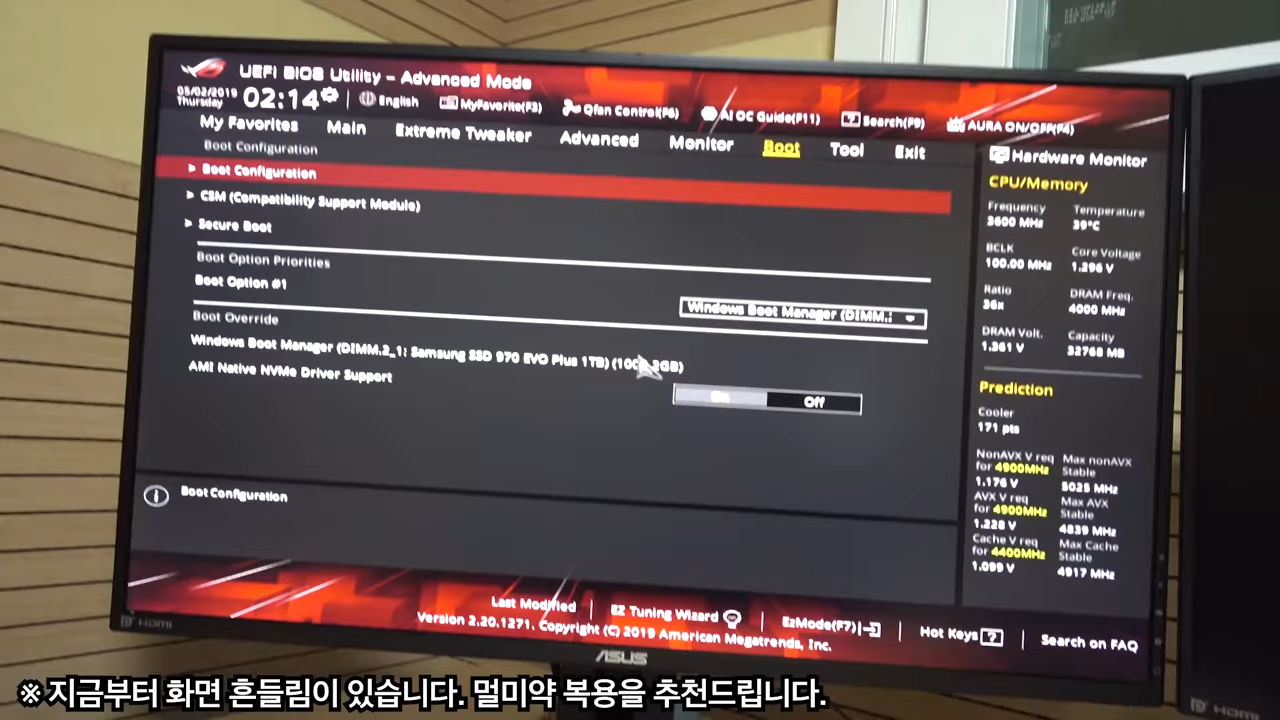 UEFI BIOS Utility – Advanced Mode
05/02/2019
Thursday
02:14
English
MyFavorite(F3)
Qfan Control(F6)
AI OC Guide(F11)
Search(F9)
AURA ON/OFF(F4)
My Favorites
Main
Extreme Tweaker
Advanced
Monitor
Boot
Tool
Exit
Boot Configuration
Boot Configuration
CSM (Compatibility Support Module)
Secure Boot
Boot Option Priorities
Boot Option #1
Windows Boot Manager (DIMM.
Boot Override
Windows Boot Manager (DIMM.2_1: Samsung SSD 970 EVO Plus 1TB)
AMI Native NVMe Driver Support
On
Off
Boot Configuration
Hardware Monitor
CPU/Memory
Frequency
3600 MHz
Temperature
39°C
BCLK
100.00 MHz
Core Voltage
1.296 V
Ratio
36x
DRAM Freq.
4000 MHz
DRAM Volt.
1.361 V
Capacity
32768 MB
Prediction
Cooler
171 pts
NonAVX V req
for 4900MHz
1.176 V
Max nonAVX
Stable
5025 MHz
AVX V req
for 4900MHz
1.228 V
Max AVX
Stable
4839 MHz
Cache V req
for 4400MHz
1.099 V
Max Cache
Stable
4917 MHz
Last Modified
EZ Tuning Wizard
EzMode(F7)
Hot Keys
Search on FAQ
Version 2.20.1271. Copyright (C) 2019 American Megatrends, Inc.
HDMI
ASUS
HDMI
※ 지금부터 화면 흔들림이 있습니다. 멀미약 복용을 추천드립니다.